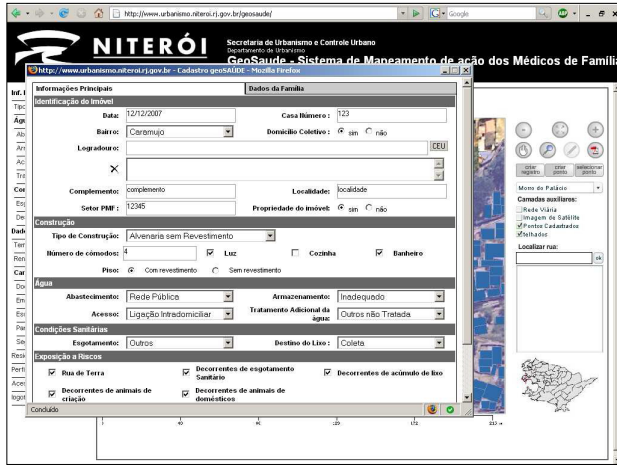 http://www.urbanismo.niteroi.rj.gov.br/geosaude/
Google
NITERÓI
Secretaria de Urbanismo e Controle Urbano
Departamento de Urbanismo
GeoSaude - Sistema de Mapeamento de ação dos Médicos de Família
http://www.urbanismo.niteroi.rj.gov.br - Cadastro geoSAÚDE - Mozilla Firefox
Informações Principais
Dados da Família
Identificação do Imóvel
Data: 12/12/2007 Casa Número: 123
Bairro: Caramujo Domicílio Coletivo: sim não
Logradouro: CEU
Complemento: complemento Localidade: localidade
Setor PMF: 12345 Propriedade do imóvel: sim não
Construção
Tipo de Construção: Alvenaria sem Revestimento
Número de cômodos: 4 Luz Cozinha Banheiro
Piso: Com revestimento Sem revestimento
Água
Abastecimento: Rede Pública Armazenamento: Inadequado
Acesso: Ligação Intradomiciliar Tratamento Adicional da água: Outros não Tratada
Condições Sanitárias
Esgotamento: Outros Destino do Lixo: Coleta
Exposição a Riscos
Rua de Terra Decorrentes de esgotamento Sanitário Decorrentes de acúmulo de lixo
Decorrentes de animais de criação Decorrentes de animais de domésticos
Concluído
criar registro
criar ponto
selecionar ponto
Morro do Palácio
Camadas auxiliares:
Rede Viária
Imagem de Satélite
Pontos Cadastrados
telhados
Localizar rua:
ok